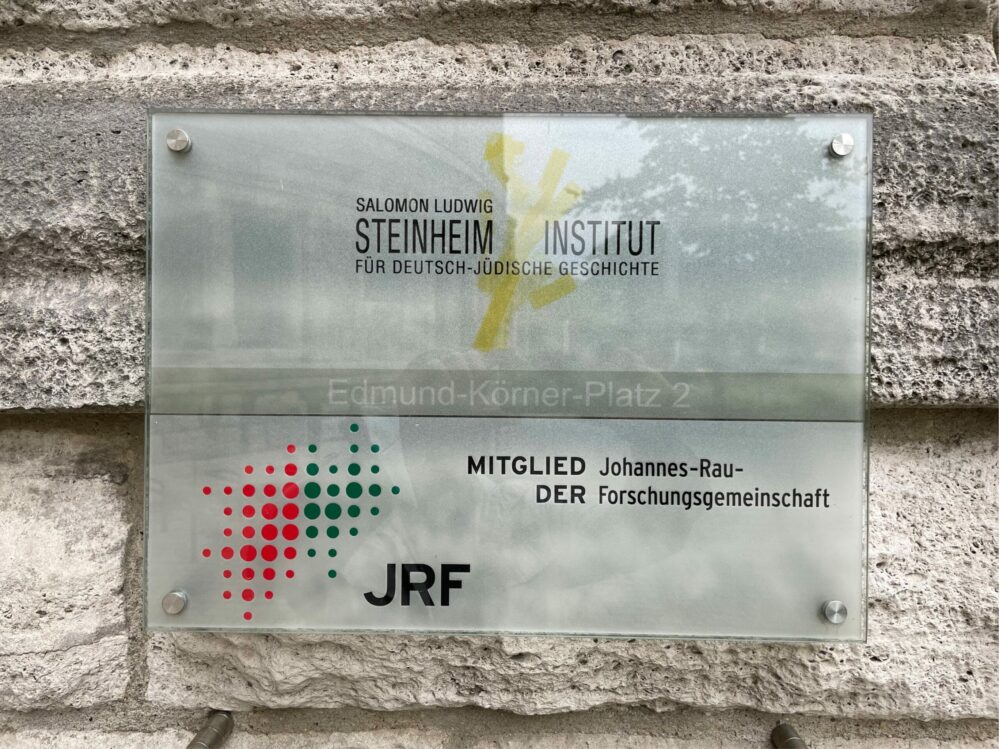 SALOMON LUDWIG
STEINHEIM INSTITUT
FÜR DEUTSCH-JÜDISCHE GESCHICHTE
Edmund-Körner-Platz 2
MITGLIED Johannes-Rau-
DER Forschungsgemeinschaft
JRF